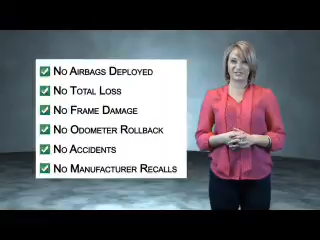 No Airbags Deployed
No Total Loss
No Frame Damage
No Odometer Rollback
No Accidents
No Manufacturer Recalls